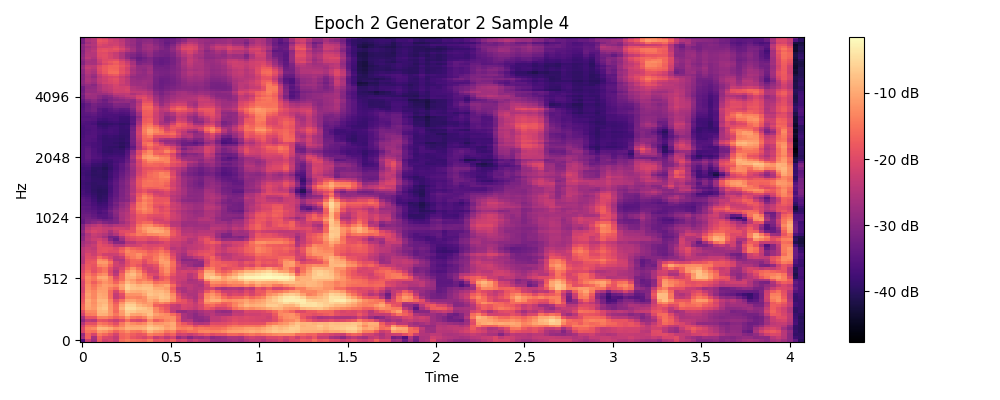 Epoch 2 Generator 2 Sample 4
Hz
4096
2048
1024
512
0
0 0.5 1 1.5 2 2.5 3 3.5 4
Time
-10 dB
-20 dB
-30 dB
-40 dB